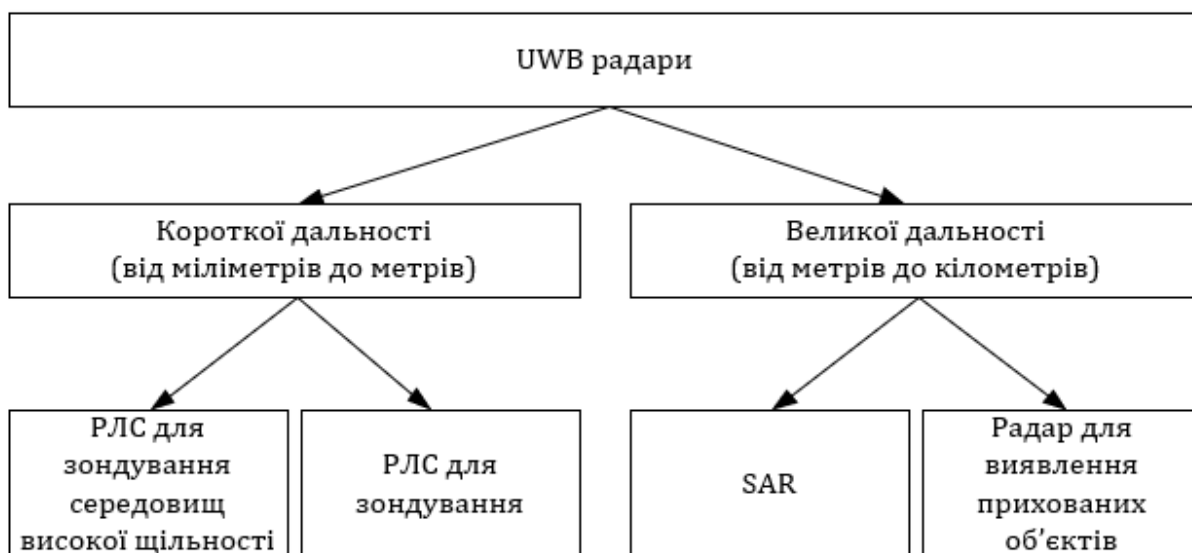 UWB радари
Короткої дальності
(від міліметрів до метрів)
Великої дальності
(від метрів до кілометрів)
РЛС для
зондування
середовищ
високої щільності
РЛС для
зондування
SAR
Радар для
виявлення
прихованих
об’єктів